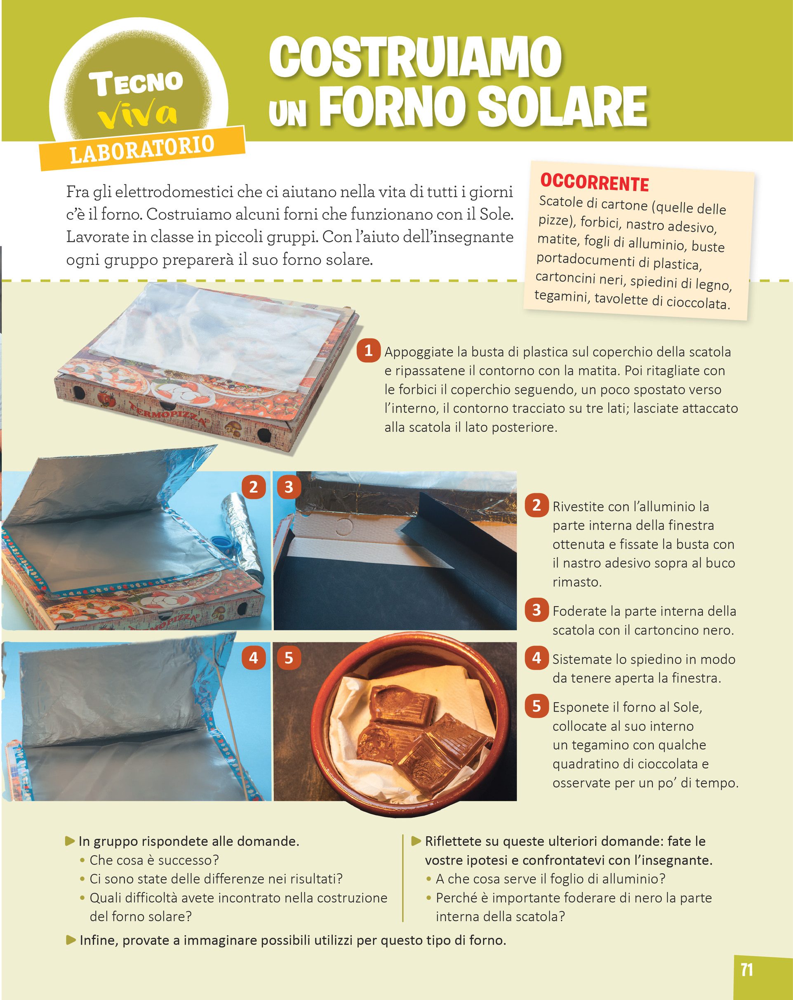 TECNO
viva
LABORATORIO
COSTRUIAMO
UN FORNO SOLARE
Fra gli elettrodomestici che ci aiutano nella vita di tutti i giorni
c'è il forno. Costruiamo alcuni forni che funzionano con il Sole.
Lavorate in classe in piccoli gruppi. Con l'aiuto dell'insegnante
ogni gruppo preparerà il suo forno solare.
OCCORRENTE
Scatole di cartone (quelle delle
pizze), forbici, nastro adesivo,
matite, fogli di alluminio, buste
portadocumenti di plastica,
cartoncini neri, spiedini di legno,
tegamini, tavolette di cioccolata.
TERMOPIZZA®
1 Appoggiate la busta di plastica sul coperchio della scatola
e ripassatene il contorno con la matita. Poi ritagliate con
le forbici il coperchio seguendo, un poco spostato verso
l'interno, il contorno tracciato su tre lati; lasciate attaccato
alla scatola il lato posteriore.
2
3
TERMOPIZZA®
4
5
2 Rivestite con l'alluminio la
parte interna della finestra
ottenuta e fissate la busta con
il nastro adesivo sopra al buco
rimasto.
3 Foderate la parte interna della
scatola con il cartoncino nero.
4 Sistemate lo spiedino in modo
da tenere aperta la finestra.
5 Esponete il forno al Sole,
collocate al suo interno
un tegamino con qualche
quadratino di cioccolata e
osservate per un po' di tempo.
In gruppo rispondete alle domande.
• Che cosa è successo?
• Ci sono state delle differenze nei risultati?
• Quali difficoltà avete incontrato nella costruzione
del forno solare?
Riflettete su queste ulteriori domande: fate le
vostre ipotesi e confrontatevi con l'insegnante.
• A che cosa serve il foglio di alluminio?
• Perché è importante foderare di nero la parte
interna della scatola?
Infine, provate a immaginare possibili utilizzi per questo tipo di forno.
71